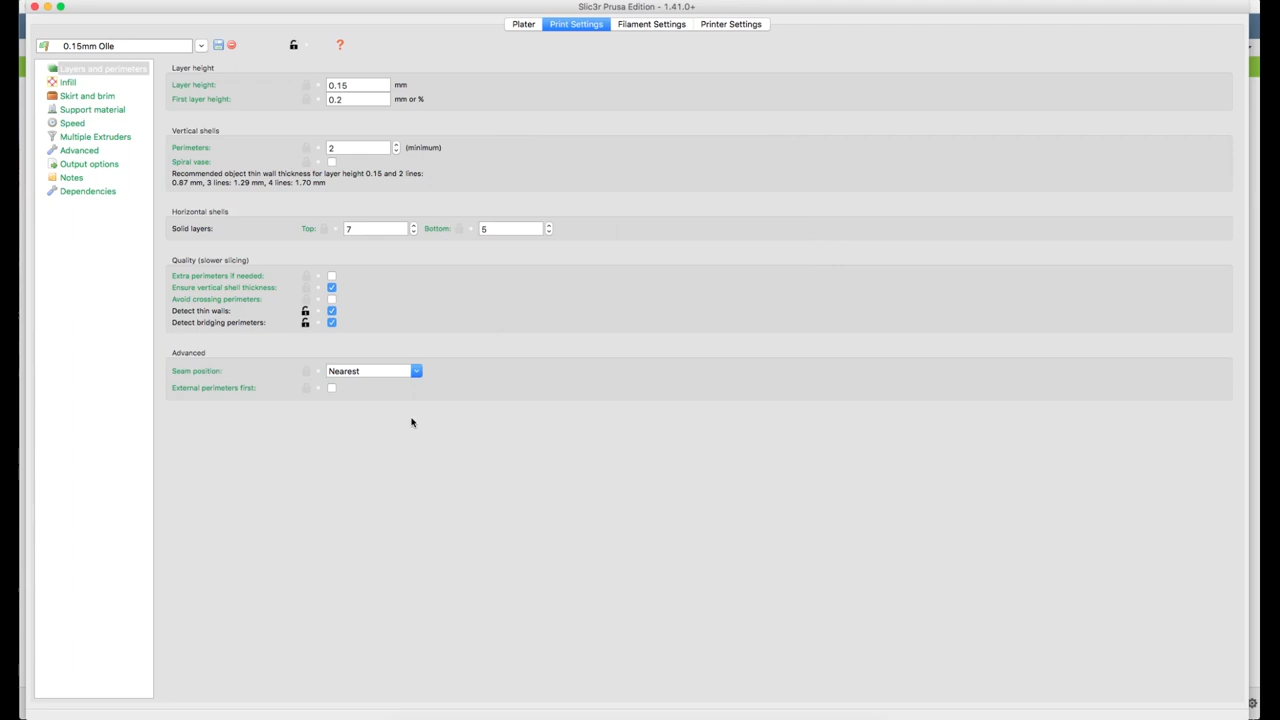 Slic3r Prusa Edition - 1.41.0+
Plater Print Settings Filament Settings Printer Settings
0.15mm Olle
?
Layers and perimeters
Infill
Skirt and brim
Support material
Speed
Multiple Extruders
Advanced
Output options
Notes
Dependencies
Layer height
Layer height: 0.15 mm
First layer height: 0.2 mm or %
Vertical shells
Perimeters: 2 (minimum)
Spiral vase:
Recommended object thin wall thickness for layer height 0.15 and 2 lines:
0.87 mm, 3 lines: 1.29 mm, 4 lines: 1.70 mm
Horizontal shells
Solid layers: Top: 7 Bottom: 5
Quality (slower slicing)
Extra perimeters if needed:
Ensure vertical shell thickness:
Avoid crossing perimeters:
Detect thin walls:
Detect bridging perimeters:
Advanced
Seam position: Nearest
External perimeters first: